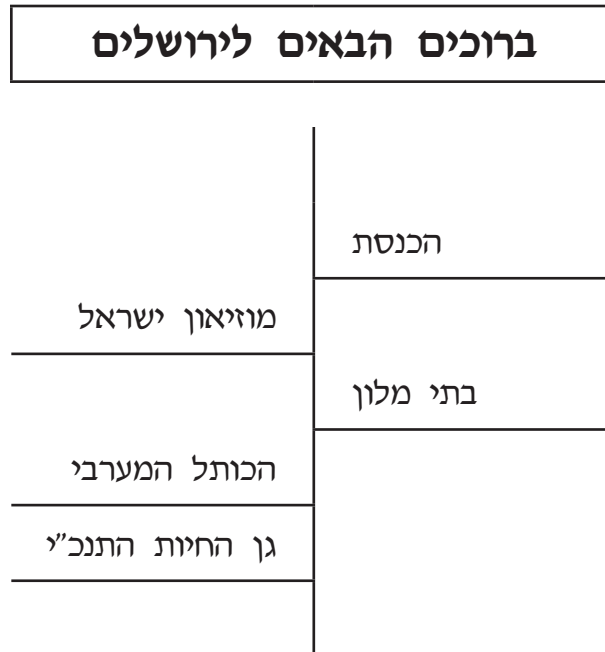 ברוכים הבאים לירושלים
הכנסת
מוזיאון ישראל
בתי מלון
הכותל המערבי
גן החיות התנכ״י